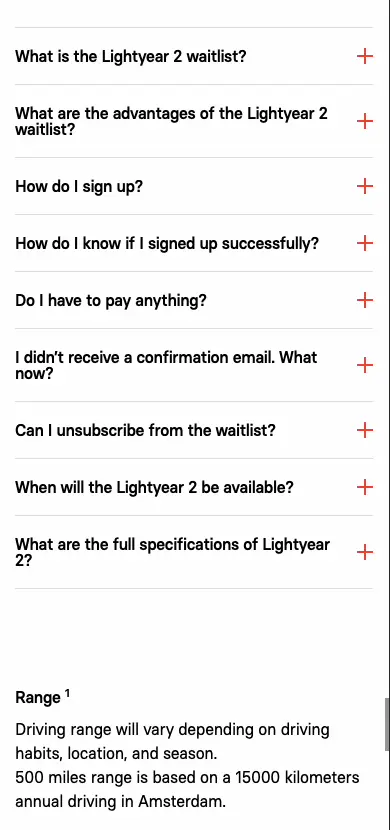 What is the Lightyear 2 waitlist?
What are the advantages of the Lightyear 2
waitlist?
How do I sign up?
How do I know if I signed up successfully?
Do I have to pay anything?
I didn’t receive a confirmation email. What
now?
Can I unsubscribe from the waitlist?
When will the Lightyear 2 be available?
What are the full specifications of Lightyear
2?
Range ¹
Driving range will vary depending on driving
habits, location, and season.
500 miles range is based on a 15000 kilometers
annual driving in Amsterdam.